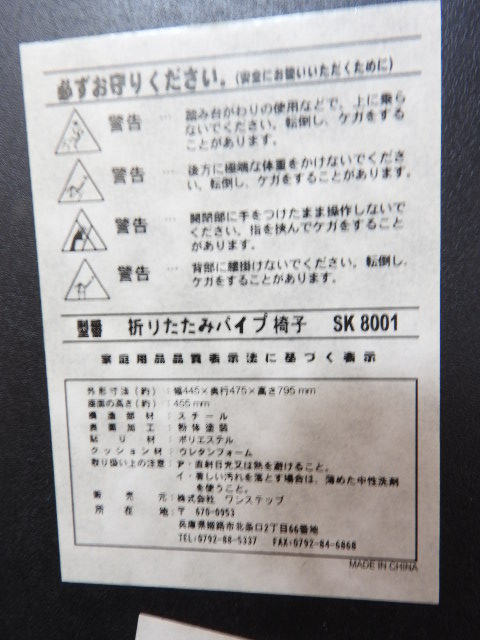 必ずお守りください。(安全にお使いいただくために)
警告 … 踏み台がわりの使用などで、上に乗ら
ないでください。転倒し、ケガをする
ことがあります。
警告 … 後方に極端な体重をかけないでくださ
い、転倒し、ケガをすることがあります。
警告 … 開閉部に手をつけたまま操作しないで
ください。指を挟んでケガをすること
があります。
警告 … 背部に腰掛けないでください。転倒し、
ケガをすることがあります。
型番 折りたたみパイプ椅子 SK 8001
家庭用品品質表示法に基づく表示
外形寸法(約):幅445×奥行475×高さ795mm
座面の高さ(約):455mm
構造部材:スチール
表面加工:粉体塗装
貼り材:ポリエステル
クッション材:ウレタンフォーム
取り扱い上の注意:ア・直射日光又は熱を避けること。
イ・著しい汚れを落とす場合は、薄めた中性洗剤
を使うこと。
販売元:株式会社 ワンステップ
所在地:〒 670-0953
兵庫県姫路市北条口2丁目66番地
TEL:0792-88-5337 FAX:0792-84-6868
MADE IN CHINA